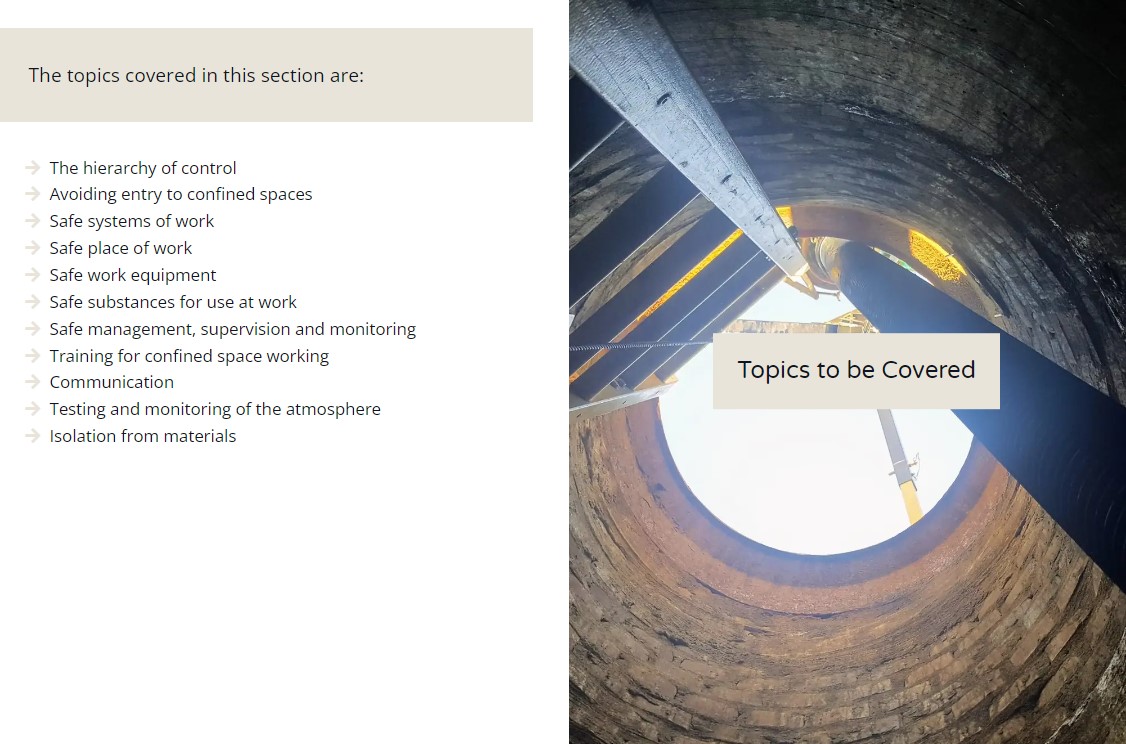 The topics covered in this section are:
The hierarchy of control
Avoiding entry to confined spaces
Safe systems of work
Safe place of work
Safe work equipment
Safe substances for use at work
Safe management, supervision and monitoring
Training for confined space working
Communication
Testing and monitoring of the atmosphere
Isolation from materials
Topics to be Covered